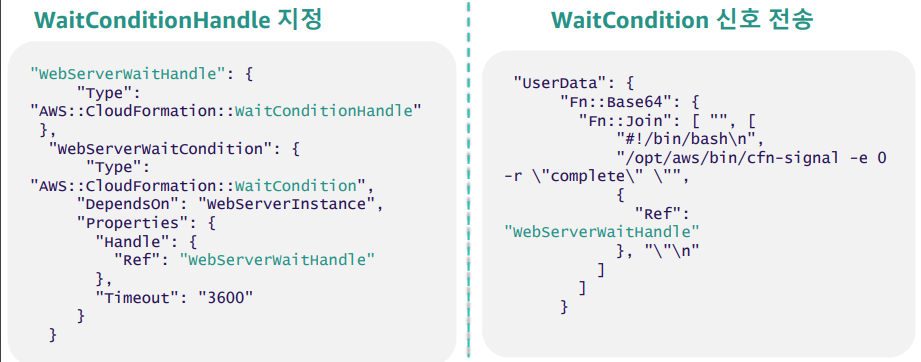 WaitConditionHandle 지정
"WebServerWaitHandle": {
"Type":
"AWS::CloudFormation::WaitConditionHandle"
},
"WebServerWaitCondition": {
"Type":
"AWS::CloudFormation::WaitCondition",
"DependsOn": "WebServerInstance",
"Properties": {
"Handle": {
"Ref": "WebServerWaitHandle"
},
"Timeout": "3600"
}
}
WaitCondition 신호 전송
"UserData": {
"Fn::Base64": {
"Fn::Join": [ "", [
"#!/bin/bash\n",
"/opt/aws/bin/cfn-signal -e 0
-r \"complete\" \"",
{
"Ref":
"WebServerWaitHandle"
}, "\"\n"
]
]
}